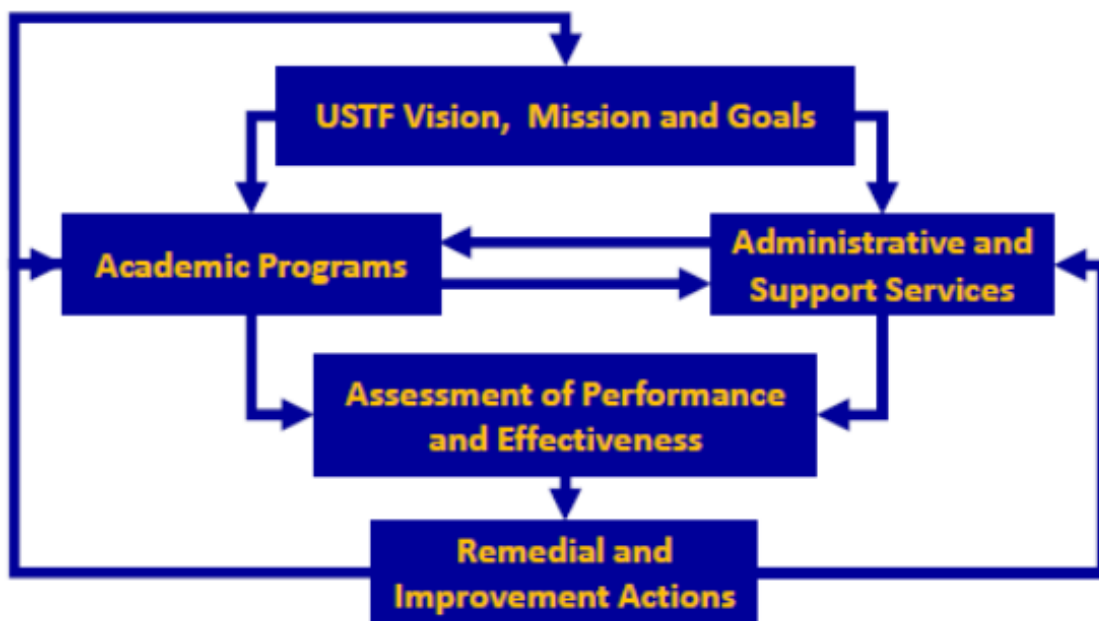 USTF Vision, Mission and Goals
Academic Programs
Administrative and
Support Services
Assessment of Performance
and Effectiveness
Remedial and
Improvement Actions